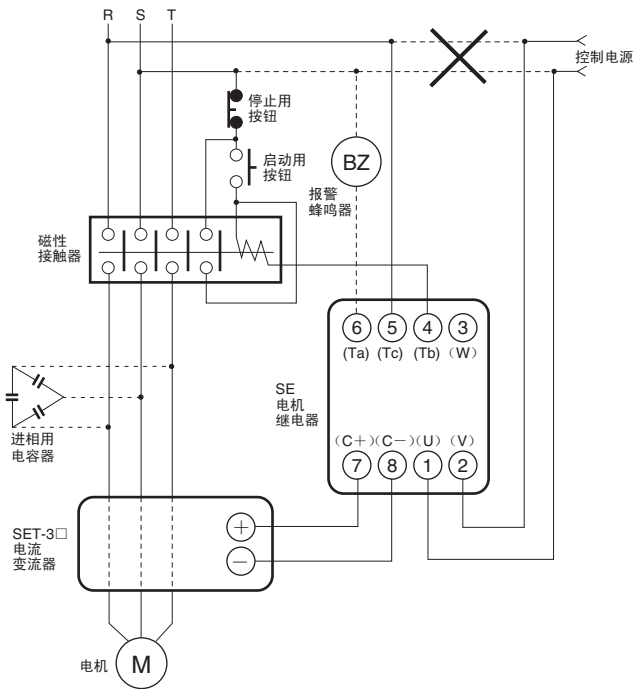 R S T
控制电源
停止用
按钮
启动用
按钮
BZ
报警
蜂鸣器
磁性
接触器
6 5 4 3
(Ta) (Tc) (Tb) (W)
SE
电机
继电器
(C+) (C-) (U) (V)
7 8 1 2
进相用
电容器
SET-3□
电流
变流器
+
-
电机
M